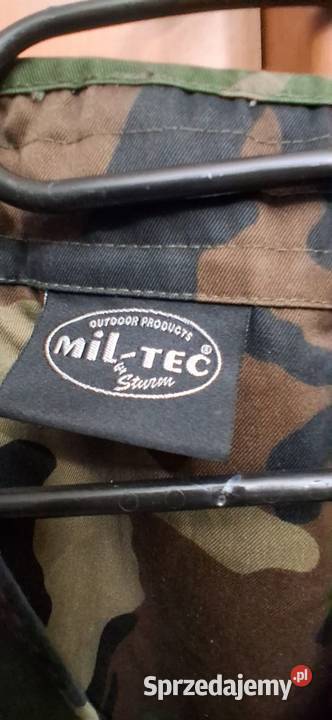 OUTDOOR PRODUCTS
MiL-TEC®
by Sturm
Sprzedajemy.pl